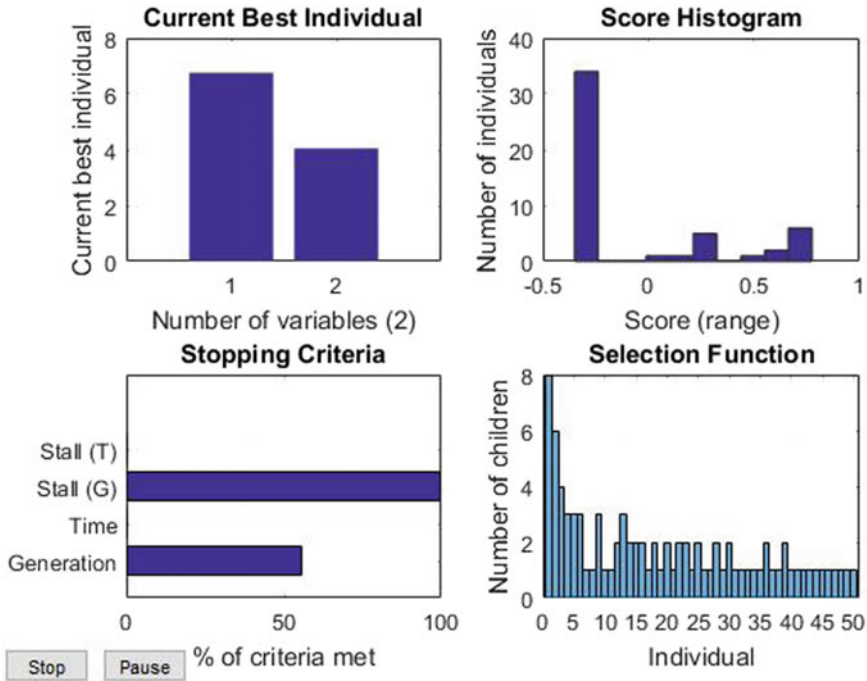 Current Best Individual
8
6
4
2
0
Current best individual
1 2
Number of variables (2)
Score Histogram
40
30
20
10
0
Number of individuals
-0.5 0 0.5 1
Score (range)
Stopping Criteria
Stall (T)
Stall (G)
Time
Generation
0 50 100
% of criteria met
Stop Pause
Selection Function
8
6
4
2
0
Number of children
0 5 10 15 20 25 30 35 40 45 50
Individual